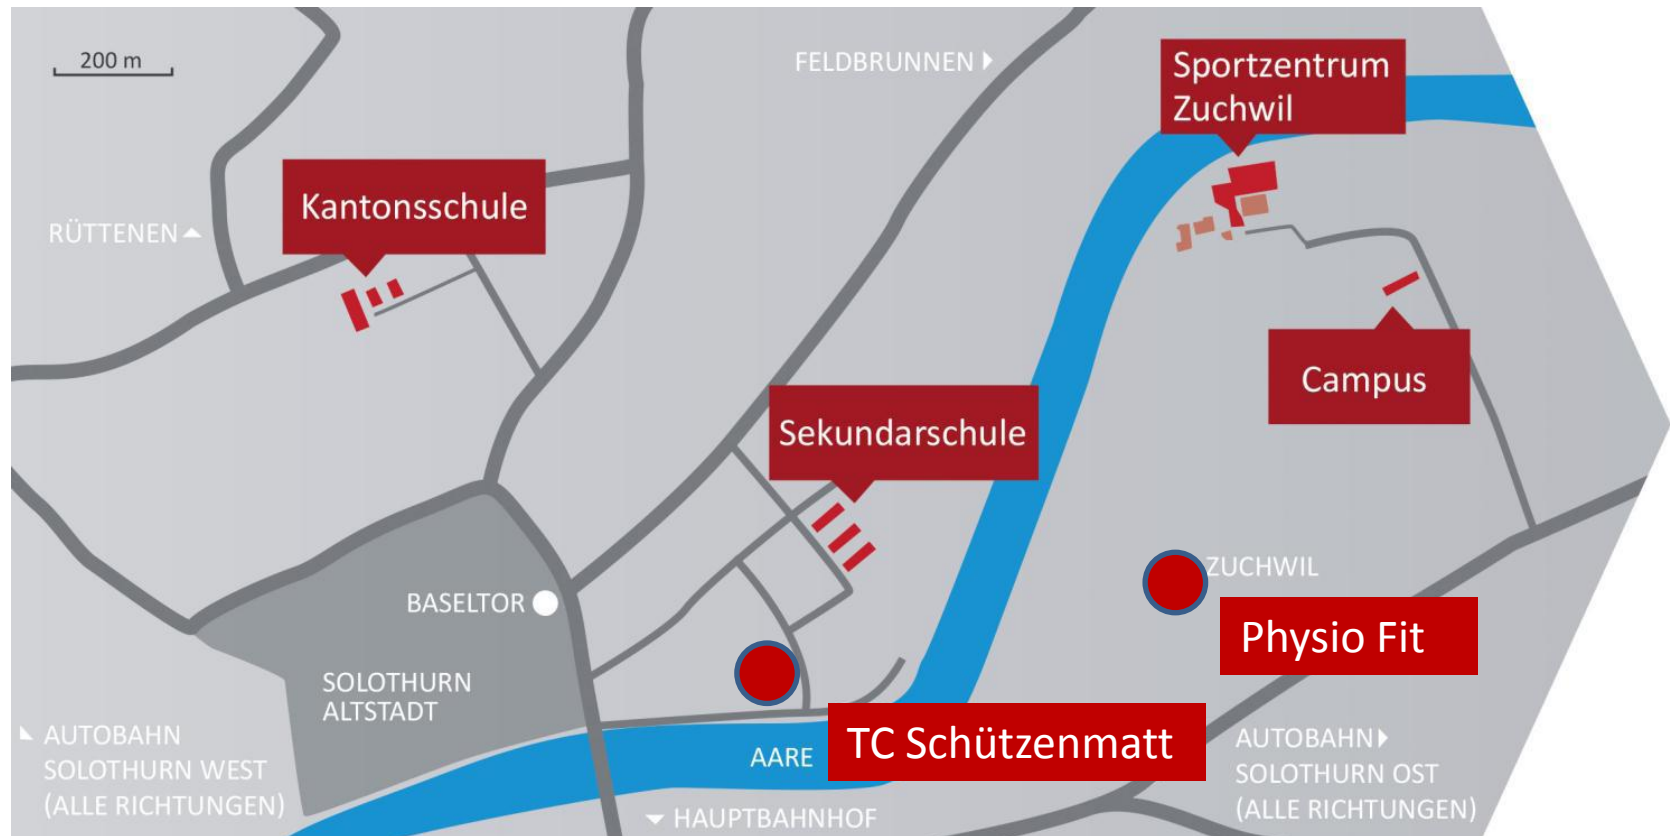 200 m
FELDBRUNNEN
Sportzentrum
Zuchwil
Kantonsschule
RÜTTENEN
Campus
Sekundarschule
ZUCHWIL
BASELTOR
Physio Fit
SOLOTHURN
ALTSTADT
TC Schützenmatt
AUTOBAHN
SOLOTHURN WEST
(ALLE RICHTUNGEN)
AARE
AUTOBAHN
SOLOTHURN OST
(ALLE RICHTUNGEN)
HAUPTBAHNHOF